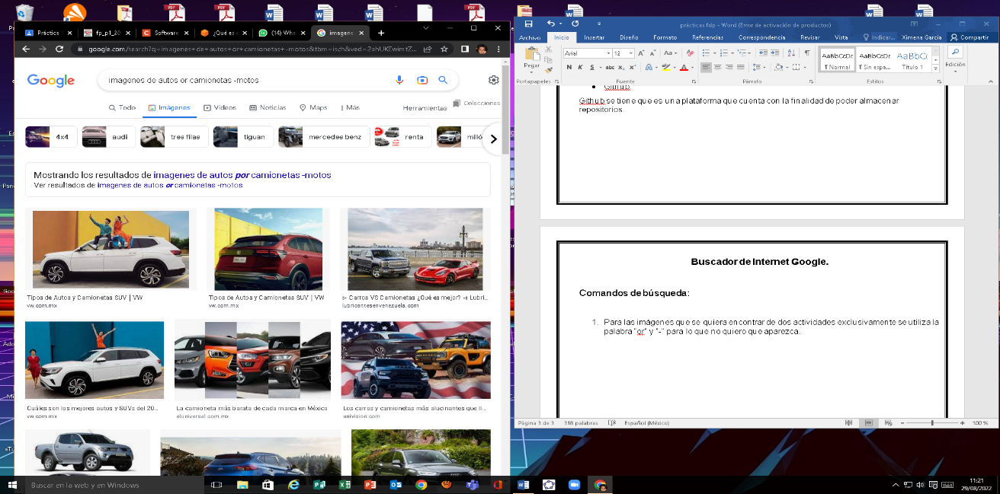 Práctica
fp_p1_20
Software
¿Qué es
(14) Wha
imagene
google.com/search?q=imagenes+de+autos+or+camionetas+-motos&tbm=isch&ved=2ahUKEwimtZ...
Google
imagenes de autos or camionetas -motos
Todo
Imágenes
Vídeos
Noticias
Maps
Más
Herramientas
Colecciones
4x4
audi
tres filas
tiguan
mercedes benz
renta
Mostrando los resultados de imagenes de autos por camionetas -motos
Ver resultados de imagenes de autos or camionetas -motos
Tipos de Autos y Camionetas SUV | VW
vw.com.mx
Tipos de Autos y Camionetas SUV | VW
vw.com.mx
▻ Carros VS Camionetas ¿Qué es mejor? ◅ Lubri...
lubricantesenvenezuela.com
Cuáles son los mejores autos y SUVs del 20...
vw.com.mx
La camioneta más barata de cada marca en México
eluniversal.com.mx
Los carros y camionetas más alucinantes que ll...
univision.com
prácticas fdp - Word (Error de activación de productos)
Archivo
Inicio
Insertar
Diseño
Formato
Referencias
Correspondencia
Revisar
Vista
Indicar...
Ximena García
Compartir
Pegar
Arial
12
N K S abc x₂ x²
AaBbCcDc
¶ Normal
AaBbCcDc
¶ Sin espa...
AaBbC
Título 1
Edición
Portapapeles
Fuente
Párrafo
Estilos
Github
Github se tiene que es una plataforma que cuenta con la finalidad de poder almacenar
repositorios.
Buscador de Internet Google.
Comandos de búsqueda:
1. Para las imágenes que se quiera encontrar de dos actividades exclusivamente se utiliza la
palabra "or" y "-" para lo que no quiero que aparezca.
Página 3 de 3
318 palabras
Español (México)
100 %
Buscar en la web y en Windows
11:21
29/08/2022